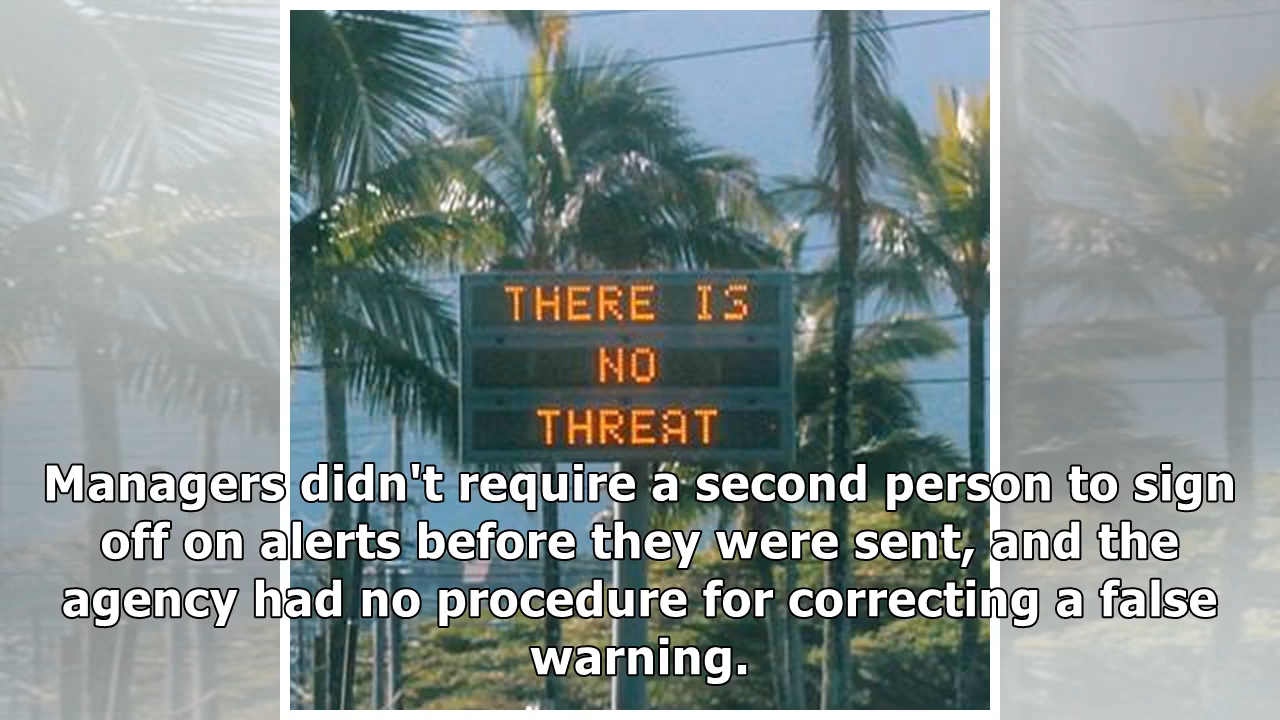 THERE IS
NO
THREAT
Managers didn't require a second person to sign
off on alerts before they were sent, and the
agency had no procedure for correcting a false
warning.